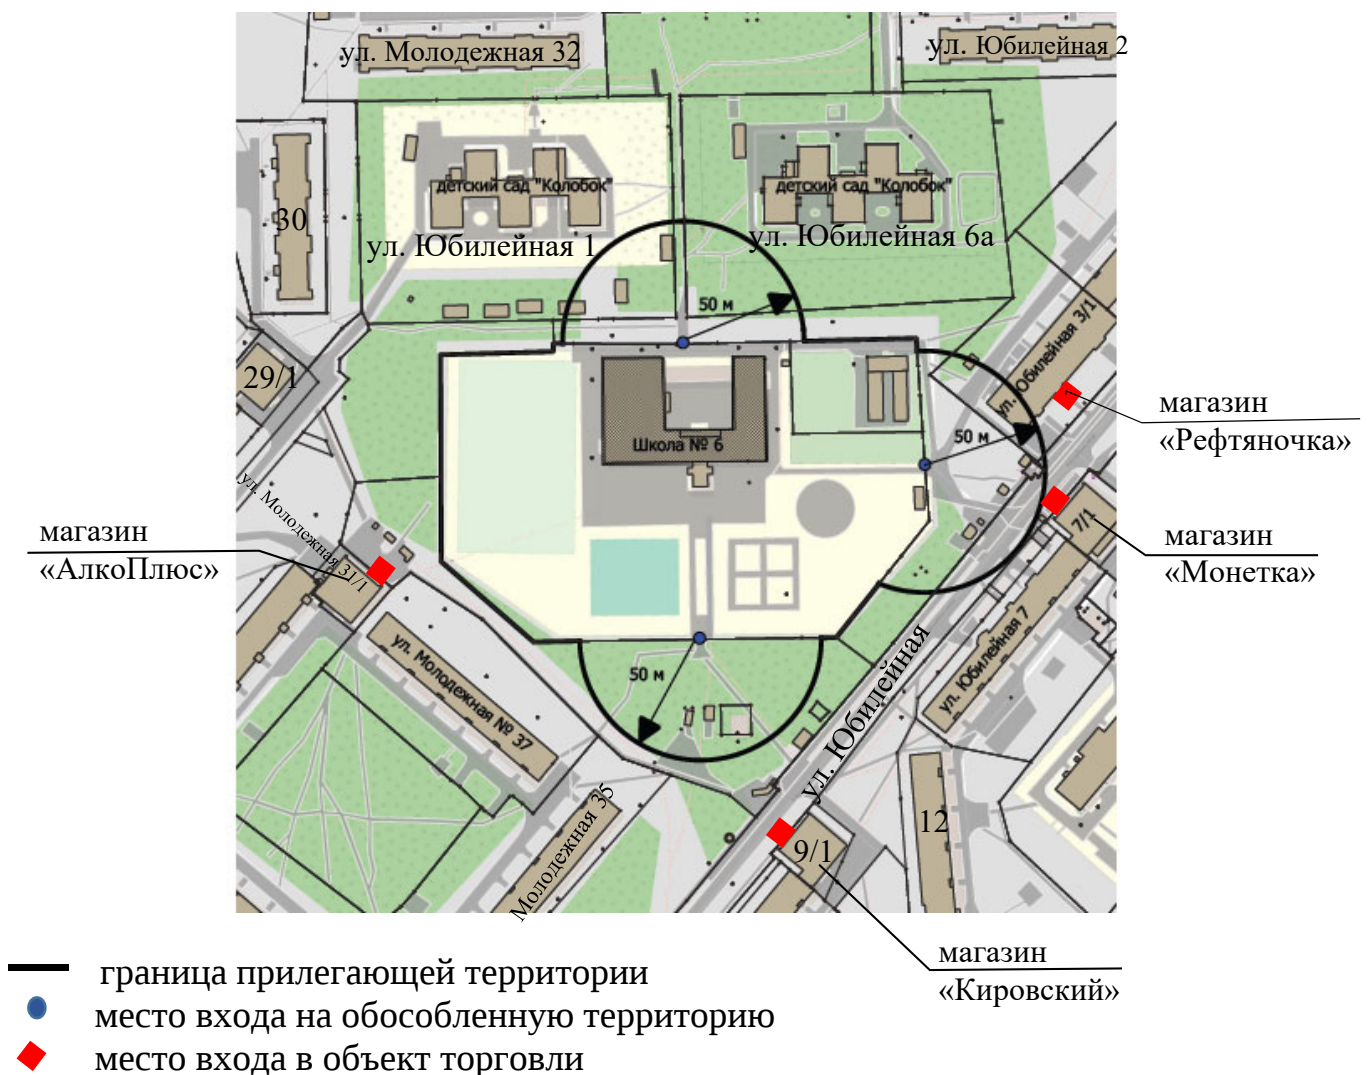 ул. Молодежная 32
ул. Юбилейная 2
детский сад "Колобок"
детский сад "Колобок"
30
ул. Юбилейная 1
ул. Юбилейная 6а
50 м
ул. Юбилейная 3/1
29/1
1
магазин
«Рефтяночка»
50 м
Школа № 6
ул. Молодежная 31/1
магазин
«АлкоПлюс»
7/1
магазин
«Монетка»
ул. Молодежная № 37
50 м
ул. Юбилейная 7
ул. Юбилейная
Молодежная 35
12
9/1
магазин
«Кировский»
граница прилегающей территории
место входа на обособленную территорию
место входа в объект торговли